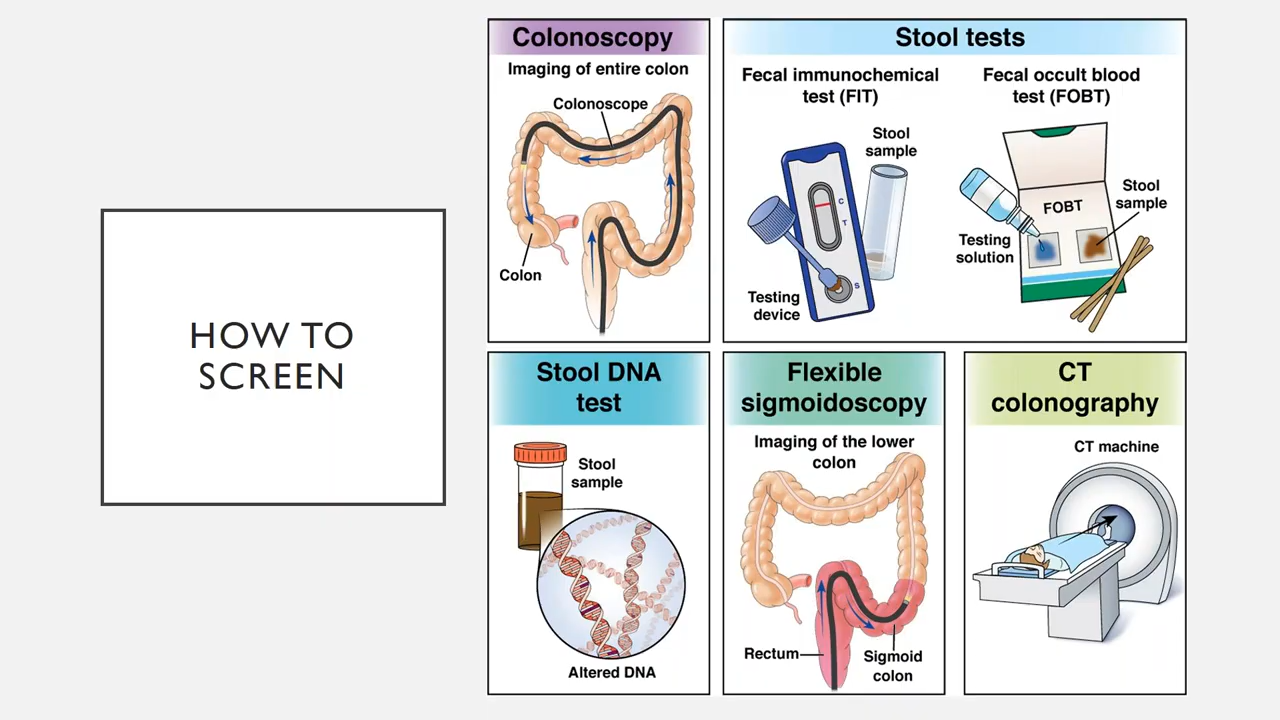 HOW TO
SCREEN
Colonoscopy
Imaging of entire colon
Colonoscope
Colon
Stool tests
Fecal immunochemical
test (FIT)
Stool
sample
C
T
S
Testing
device
Fecal occult blood
test (FOBT)
FOBT
Stool
sample
Testing
solution
Stool DNA
test
Stool
sample
Altered DNA
Flexible
sigmoidoscopy
Imaging of the lower
colon
Rectum
Sigmoid
colon
CT
colonography
CT machine